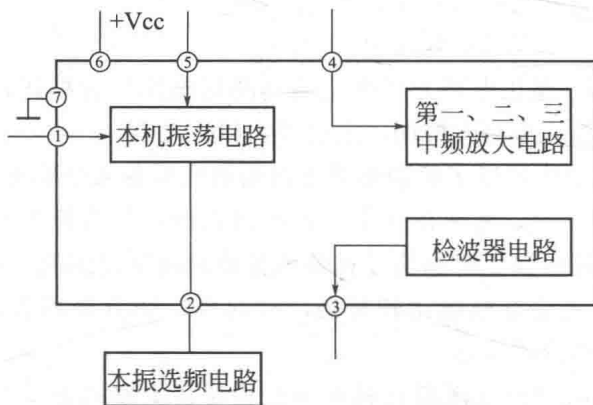 +Vcc
⑥
⑤
④
⑦
①
本机振荡电路
第一、二、三
中频放大电路
检波器电路
②
③
本振选频电路